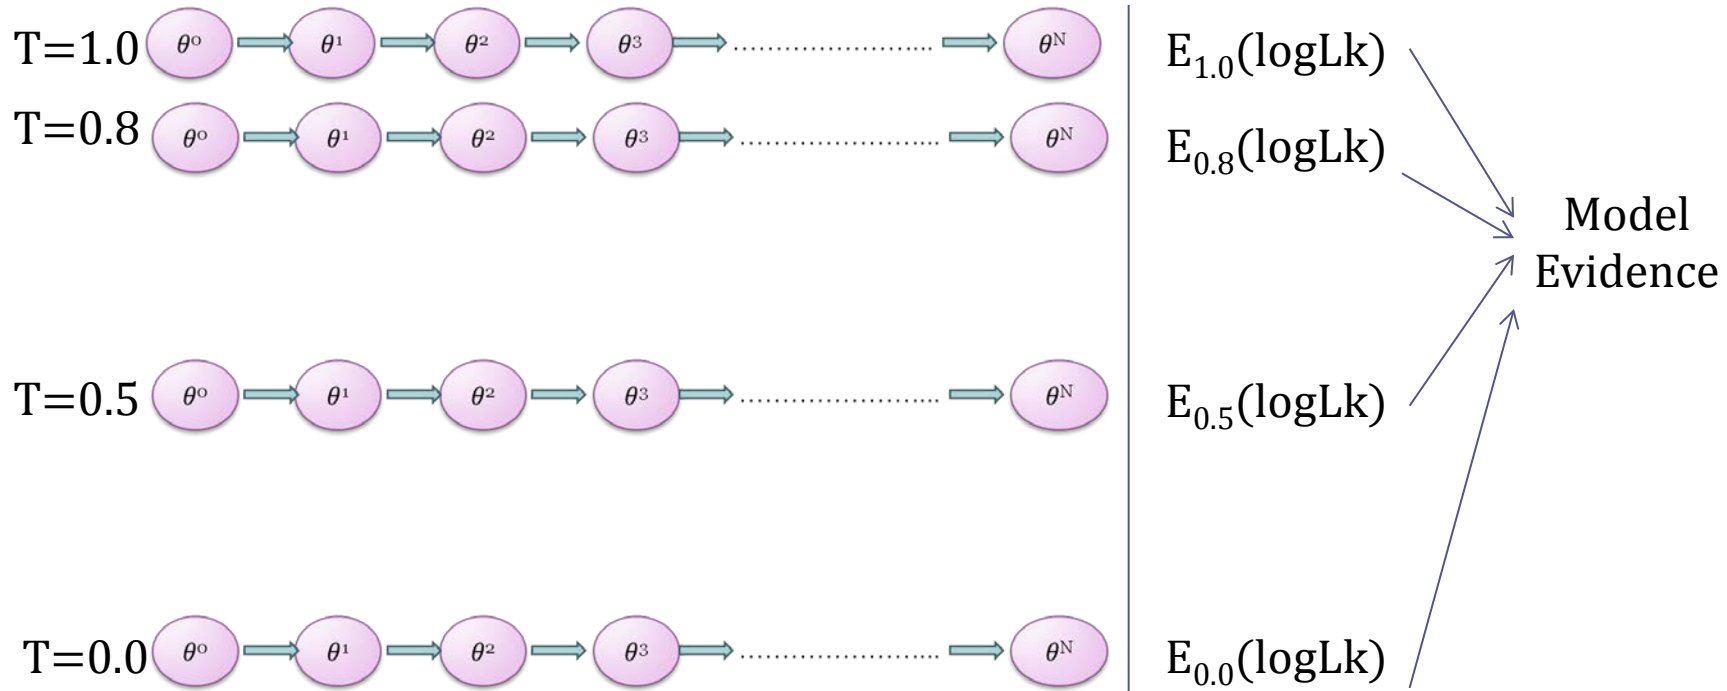 T=1.0 θ⁰ θ¹ θ² θ³ ........................ θᴺ E₁.₀(logLk)
T=0.8 θ⁰ θ¹ θ² θ³ ........................ θᴺ E₀.₈(logLk)
Model
Evidence
T=0.5 θ⁰ θ¹ θ² θ³ ........................ θᴺ E₀.₅(logLk)
T=0.0 θ⁰ θ¹ θ² θ³ ........................ θᴺ E₀.₀(logLk)